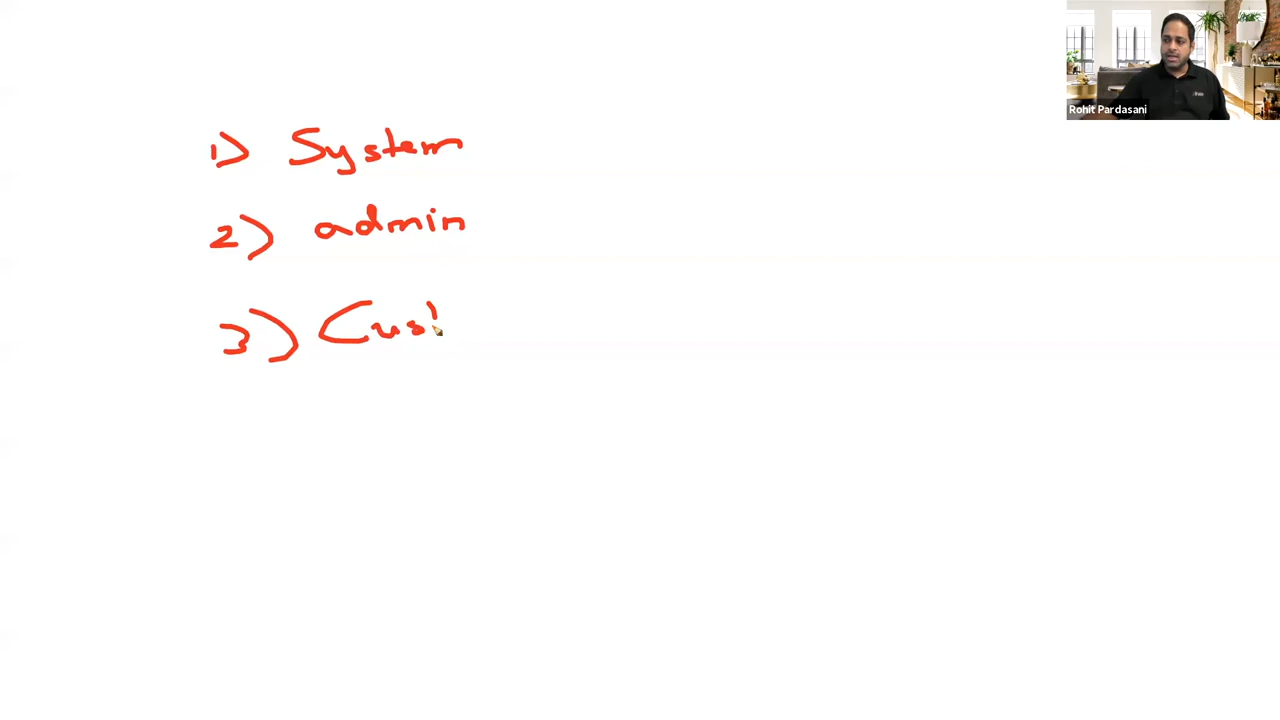 Rohit Pardasani
1) System
2) admin
3) Cus